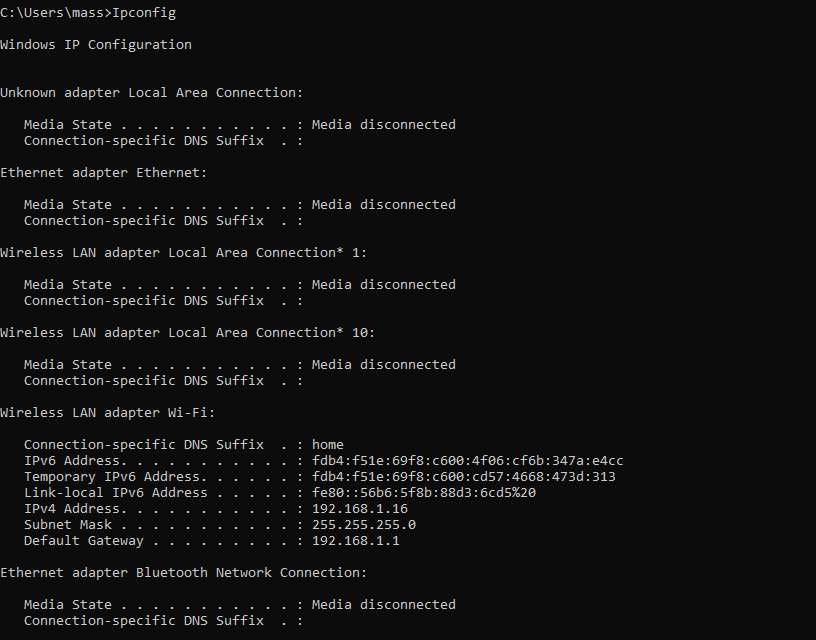 C:\Users\mass>Ipconfig
Windows IP Configuration
Unknown adapter Local Area Connection:
Media State . . . . . . . . . . . : Media disconnected
Connection-specific DNS Suffix  . :
Ethernet adapter Ethernet:
Media State . . . . . . . . . . . : Media disconnected
Connection-specific DNS Suffix  . :
Wireless LAN adapter Local Area Connection* 1:
Media State . . . . . . . . . . . : Media disconnected
Connection-specific DNS Suffix  . :
Wireless LAN adapter Local Area Connection* 10:
Media State . . . . . . . . . . . : Media disconnected
Connection-specific DNS Suffix  . :
Wireless LAN adapter Wi-Fi:
Connection-specific DNS Suffix  . : home
IPv6 Address. . . . . . . . . . . : fdb4:f51e:69f8:c600:4f06:cf6b:347a:e4cc
Temporary IPv6 Address. . . . . . : fdb4:f51e:69f8:c600:cd57:4668:473d:313
Link-local IPv6 Address . . . . . : fe80::56b6:5f8b:88d3:6cd5%20
IPv4 Address. . . . . . . . . . . : 192.168.1.16
Subnet Mask . . . . . . . . . . . : 255.255.255.0
Default Gateway . . . . . . . . . : 192.168.1.1
Ethernet adapter Bluetooth Network Connection:
Media State . . . . . . . . . . . : Media disconnected
Connection-specific DNS Suffix  . :